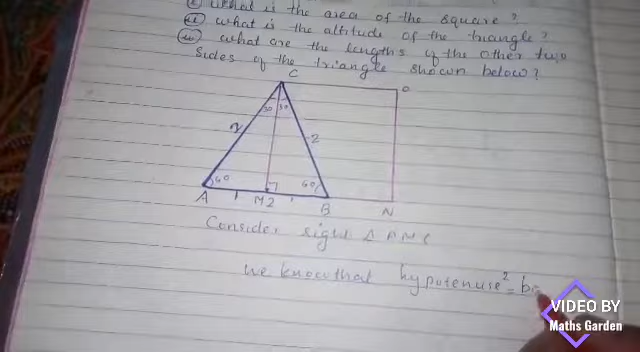 (i) What is the area of the square?
(ii) what is the altitude of the triangle?
(iii) what are the lengths of the other two
sides of the triangle shown below?
C
O
30 30
2 2
60 60
A 1 M 2 1 B N
Consider right Δ AMC
we know that hypotenuse² = ba
VIDEO BY
Maths Garden